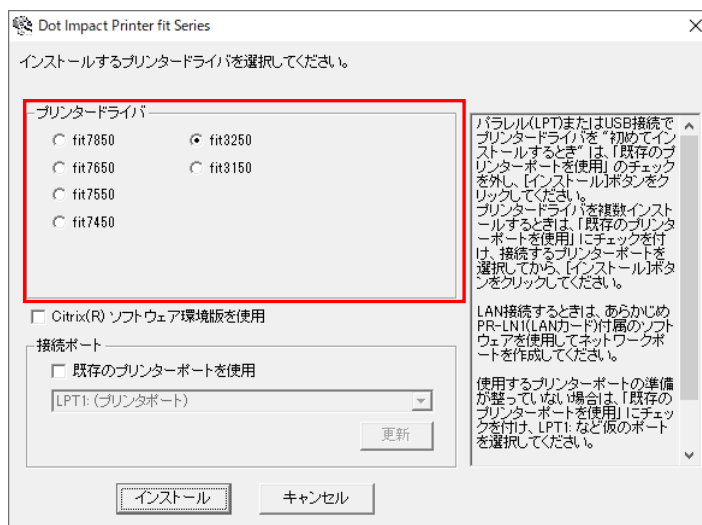 Dot Impact Printer fit Series
インストールするプリンタードライバを選択してください。
プリンタードライバ
fit7850
fit3250
fit7650
fit3150
fit7550
fit7450
Citrix(R) ソフトウェア環境版を使用
接続ポート
既存のプリンターポートを使用
LPT1: (プリンタポート)
更新
インストール
キャンセル
パラレル(LPT)またはUSB接続で
プリンタードライバを“初めてイン
ストールするとき”は、「既存のプ
リンターポートを使用」のチェック
を外し、[インストール]ボタンをク
リックしてください。
プリンタードライバを複数インスト
ールするときは、「既存のプリンタ
ーポートを使用」にチェックを付
け、接続するプリンターポートを
選択してから、[インストール]ボタ
ンをクリックしてください。
LAN接続するときは、あらかじめ
PR-LN1(LANカード)付属のソフト
ウェアを使用してネットワークポ
ートを作成してください。
使用するプリンターポートの準備
が整っていない場合は、「既存の
プリンターポートを使用」にチェッ
クを付け、LPT1: など仮のポート
を選択してください。